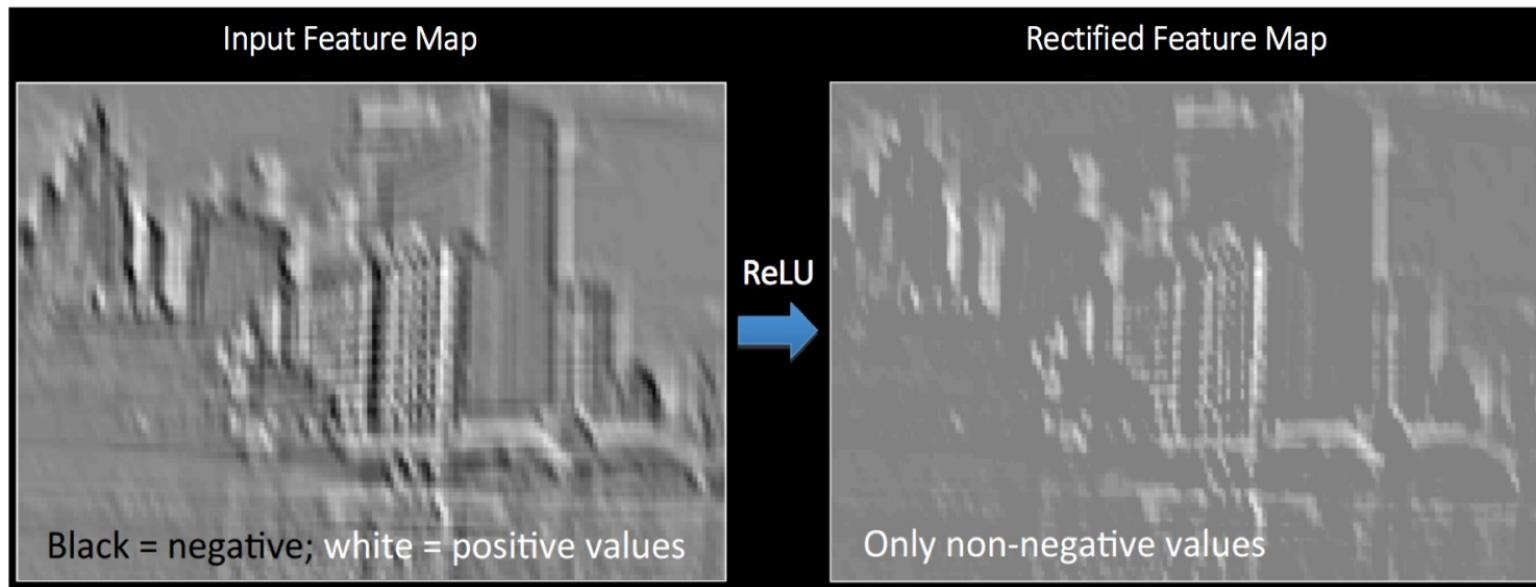 Input Feature Map
Rectified Feature Map
ReLU
Black = negative; white = positive values
Only non-negative values